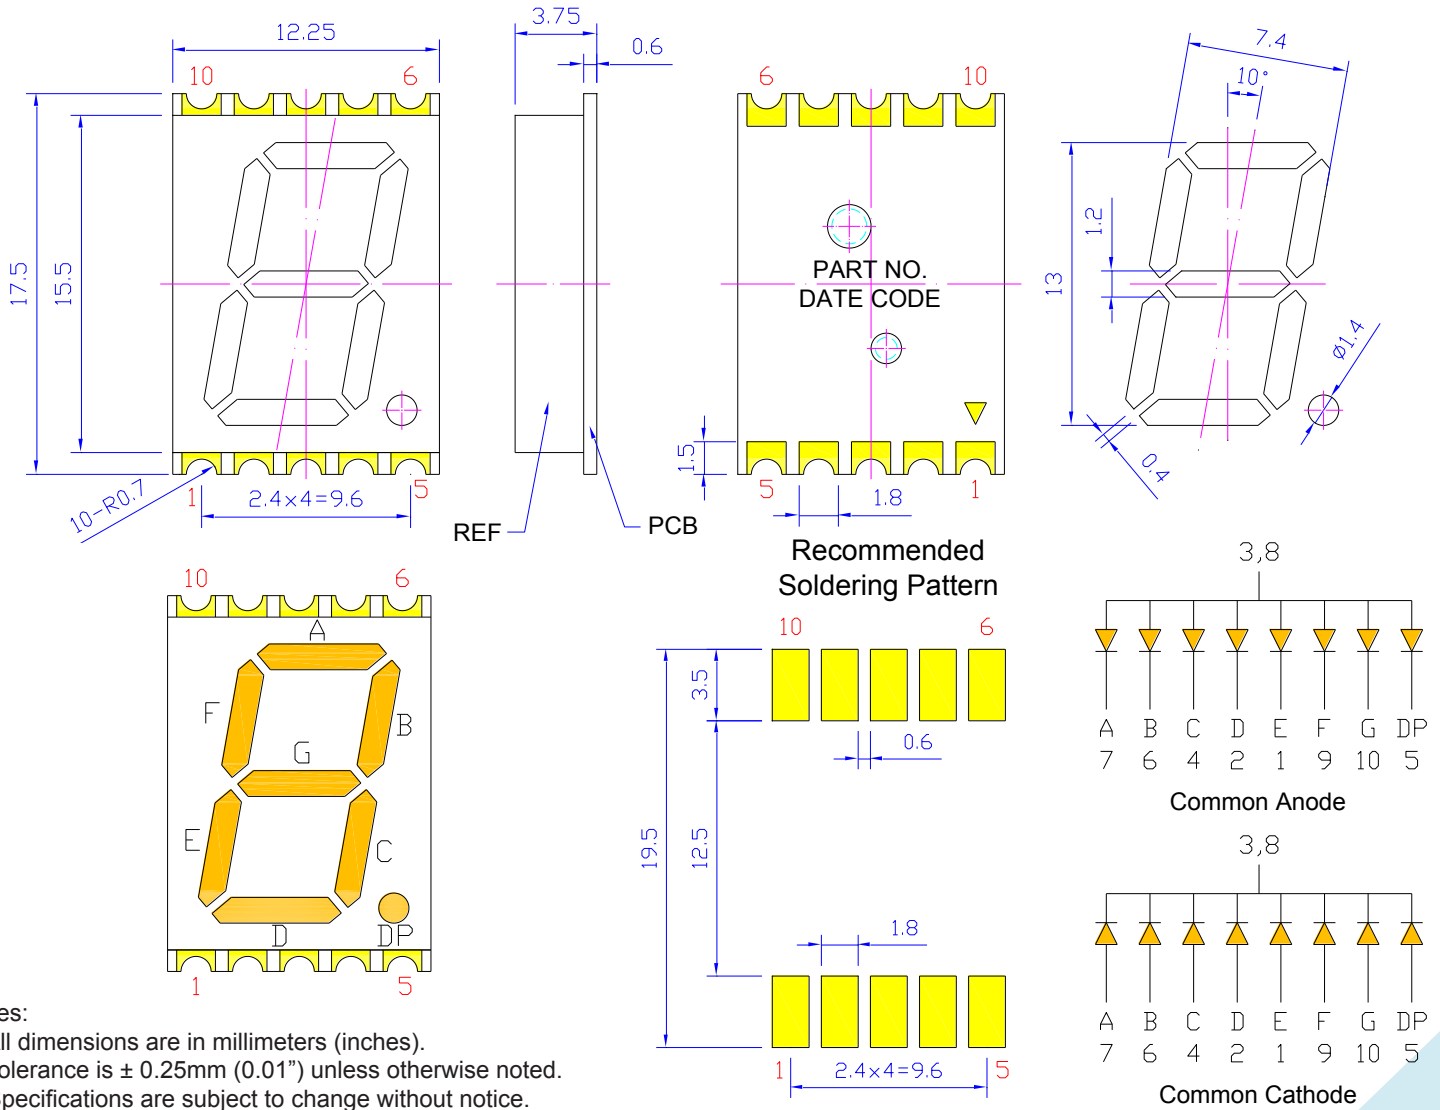 12.25
10
6
17.5
15.5
10-R0.7
1
5
2.4x4=9.6
3.75
0.6
REF
PCB
6
10
PART NO.
DATE CODE
1.5
5
1
1.8
7.4
10°
13
1.2
Ø1.4
0.4
10
6
A
F
B
G
E
C
D
DP
1
5
Recommended
Soldering Pattern
10
6
3.5
0.6
19.5
12.5
1.8
1
5
2.4x4=9.6
3,8
A B C D E F G DP
7 6 4 2 1 9 10 5
Common Anode
3,8
A B C D E F G DP
7 6 4 2 1 9 10 5
Common Cathode
es:
ll dimensions are in millimeters (inches).
olerance is ± 0.25mm (0.01”) unless otherwise noted.
pecifications are subject to change without notice.